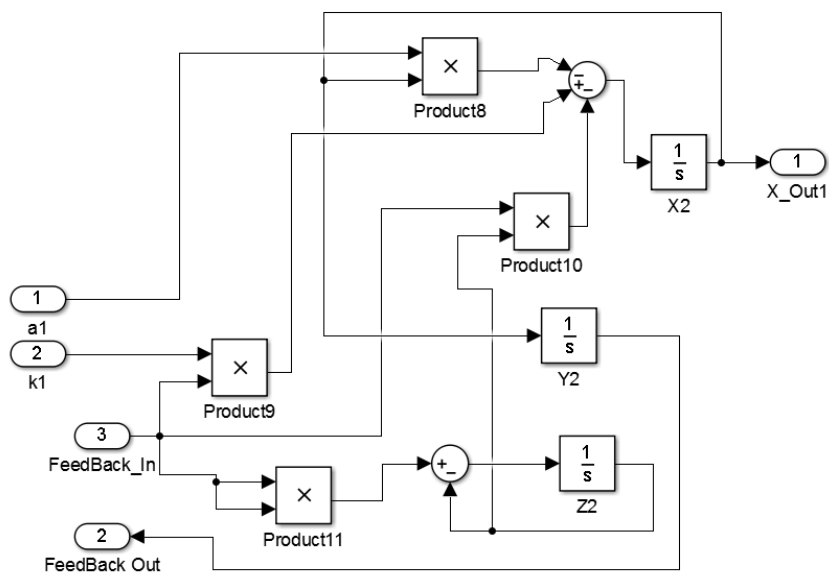 ×
Product8
−
+−
1
s
X2
1
X_Out1
×
Product10
1
a1
2
k1
×
Product9
1
s
Y2
3
FeedBack_In
×
Product11
+−
1
s
Z2
2
FeedBack Out